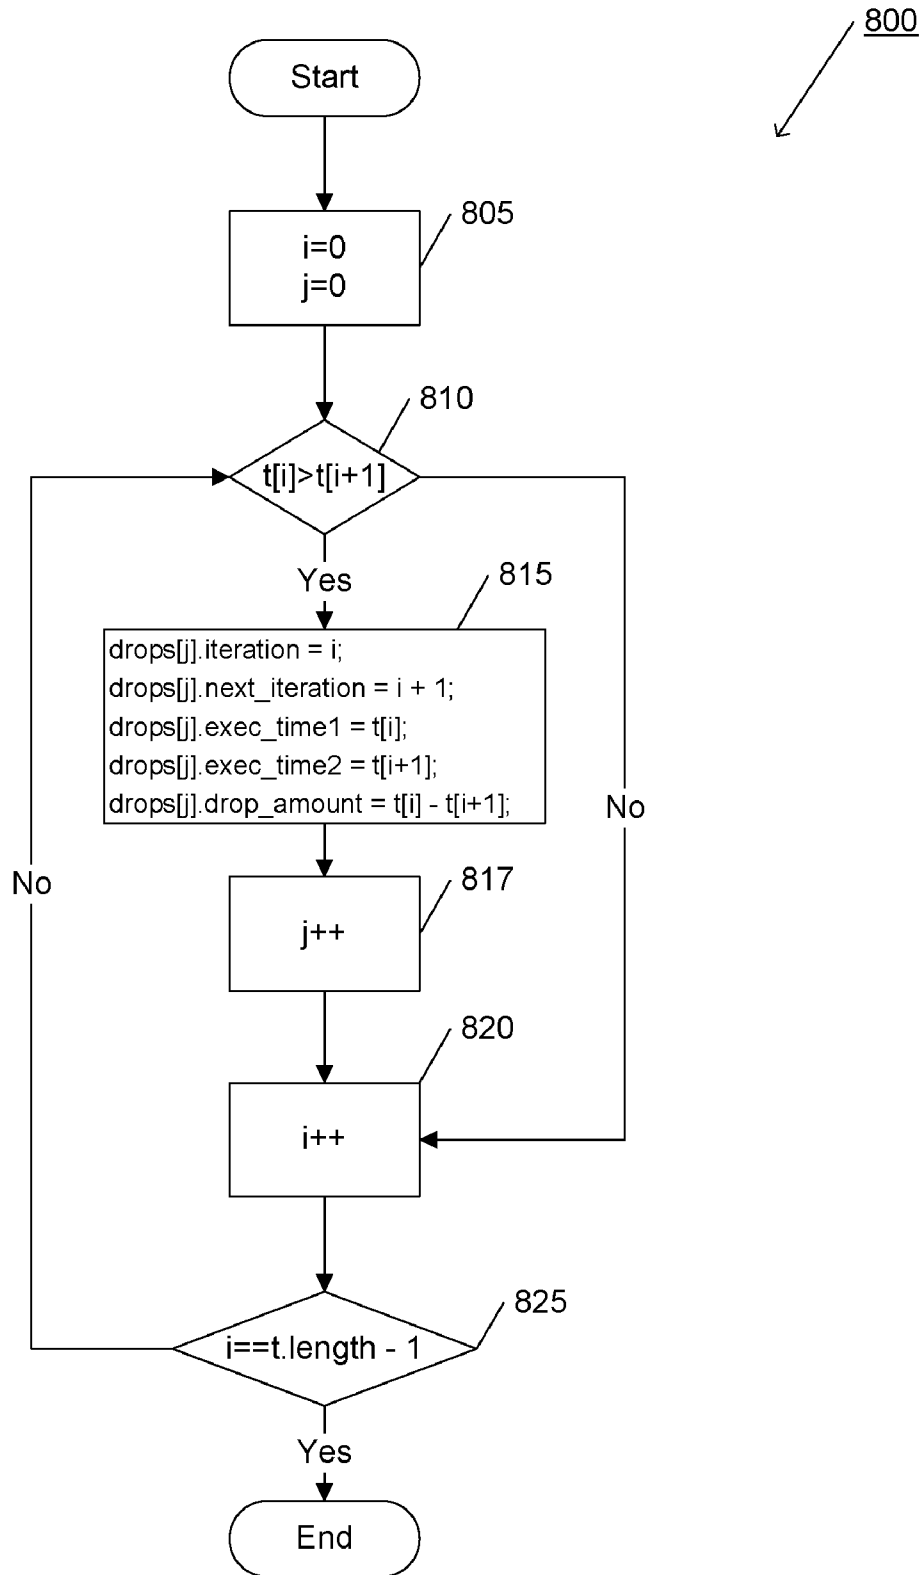 800
Start
805
i=0
j=0
810
t[i]>t[i+1]
Yes
815
drops[j].iteration = i;
drops[j].next_iteration = i + 1;
drops[j].exec_time1 = t[i];
drops[j].exec_time2 = t[i+1];
drops[j].drop_amount = t[i] - t[i+1];
No
No
817
j++
820
i++
825
i==t.length - 1
Yes
End